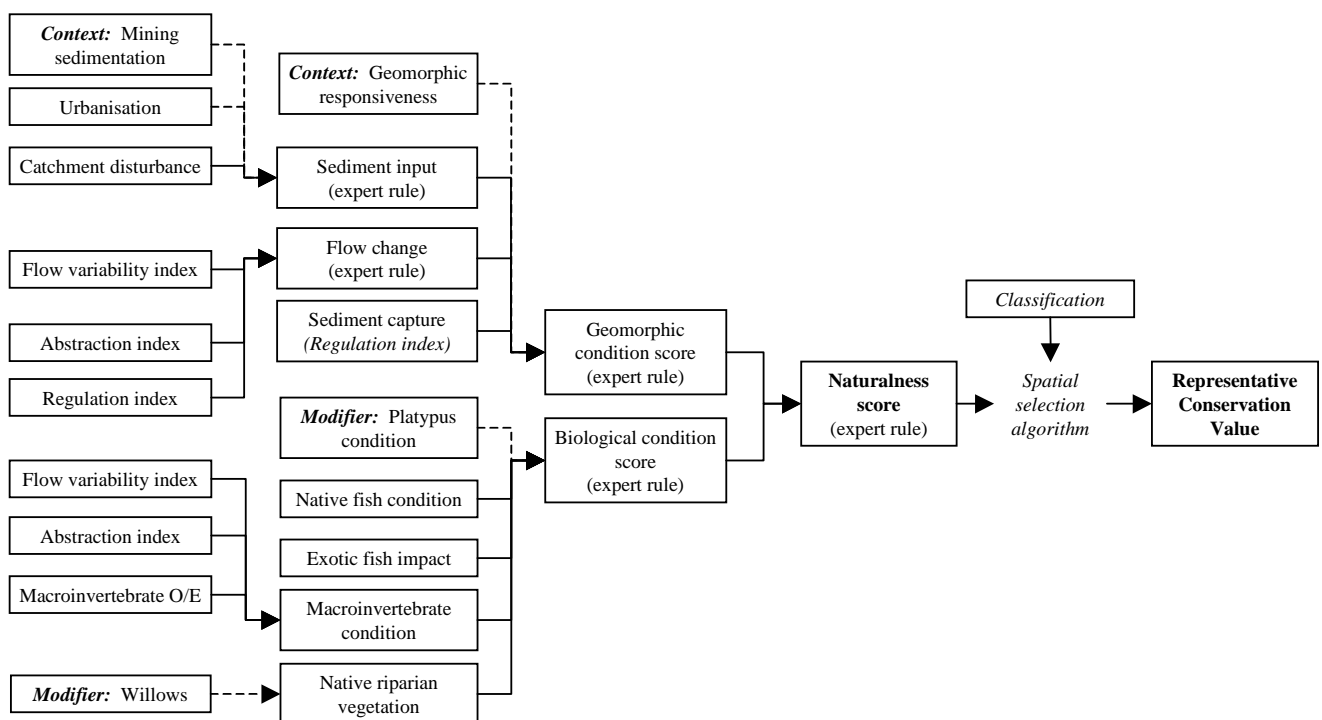 Context: Mining
sedimentation
Urbanisation
Catchment disturbance
Flow variability index
Abstraction index
Regulation index
Flow variability index
Abstraction index
Macroinvertebrate O/E
Modifier: Willows
Context: Geomorphic
responsiveness
Sediment input
(expert rule)
Flow change
(expert rule)
Sediment capture
(Regulation index)
Modifier: Platypus
condition
Native fish condition
Exotic fish impact
Macroinvertebrate
condition
Native riparian
vegetation
Geomorphic
condition score
(expert rule)
Biological condition
score
(expert rule)
Naturalness
score
(expert rule)
Classification
Spatial
selection
algorithm
Representative
Conservation
Value